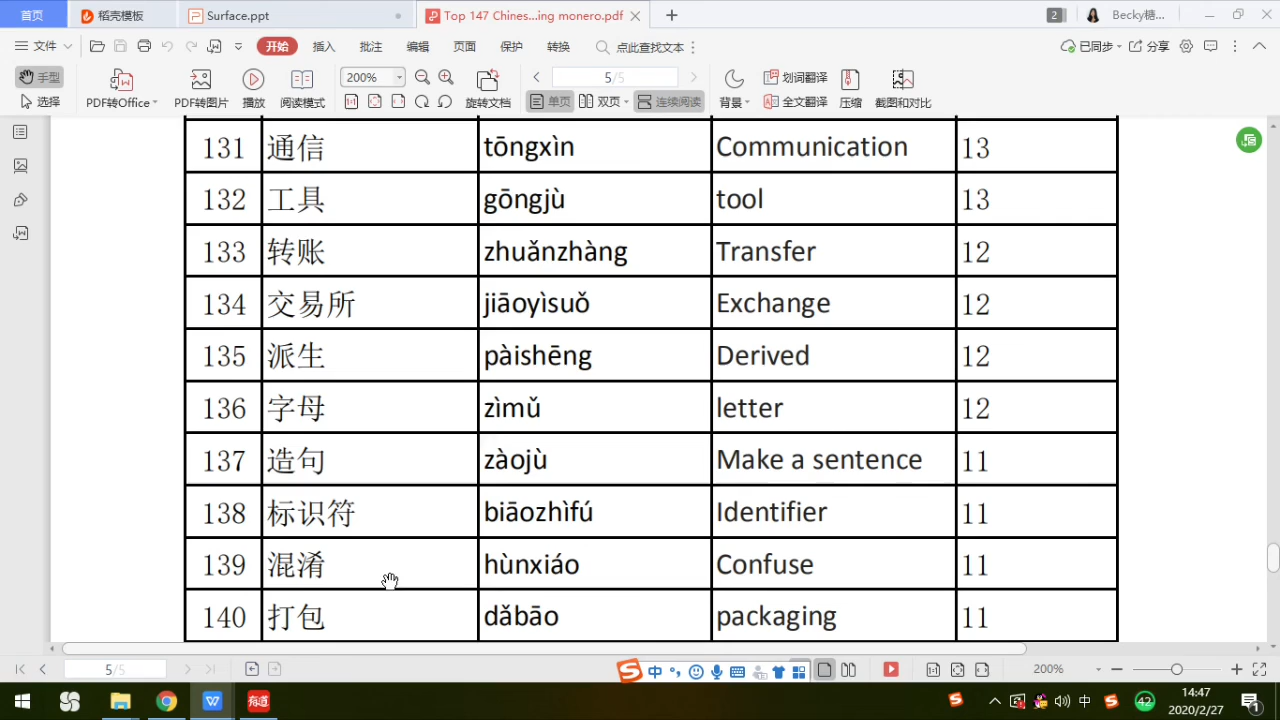 首页 稻壳模板 Surface.ppt Top 147 Chines...ing monero.pdf 2 Becky糖...
文件 开始 插入 批注 编辑 页面 保护 转换 点此查找文本 已同步 分享
手型 200% 5/5 划词翻译
选择 PDF转Office PDF转图片 播放 阅读模式 旋转文档 单页 双页 连续阅读 背景 全文翻译 压缩 截图和对比
131 通信 tōngxìn Communication 13
132 工具 gōngjù tool 13
133 转账 zhuǎnzhàng Transfer 12
134 交易所 jiāoyìsuǒ Exchange 12
135 派生 pàishēng Derived 12
136 字母 zìmǔ letter 12
137 造句 zàojù Make a sentence 11
138 标识符 biāozhìfú Identifier 11
139 混淆 hùnxiáo Confuse 11
140 打包 dǎbāo packaging 11
5/5 中 200%
有道 中 42 14:47
2020/2/27 1